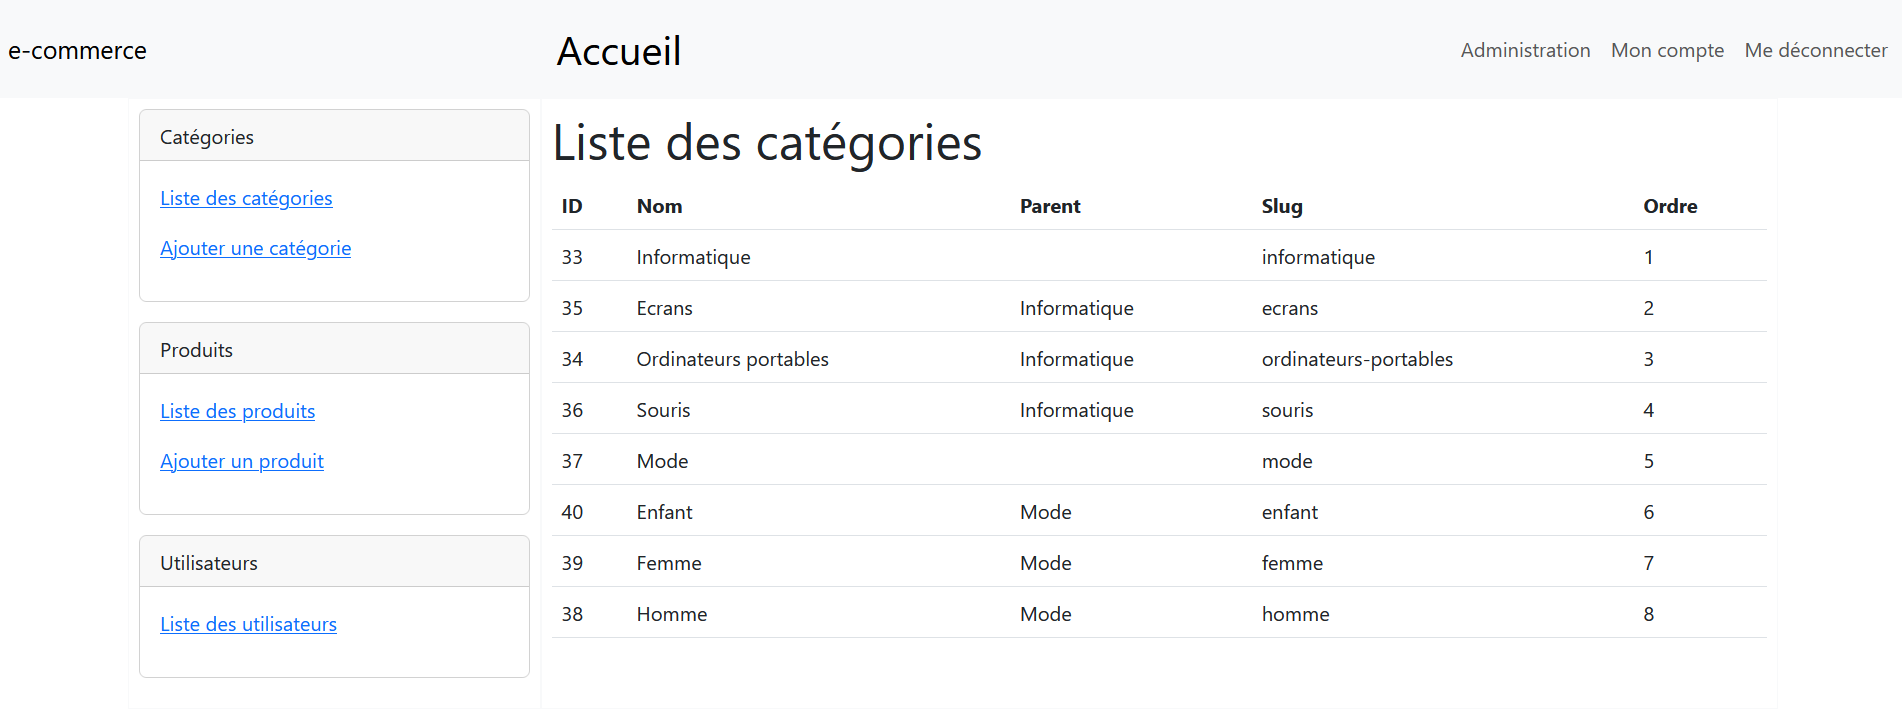 e-commerce
Accueil
Administration Mon compte Me déconnecter
Catégories
Liste des catégories
Ajouter une catégorie
Produits
Liste des produits
Ajouter un produit
Utilisateurs
Liste des utilisateurs
Liste des catégories
ID Nom Parent Slug Ordre
33 Informatique informatique 1
35 Ecrans Informatique ecrans 2
34 Ordinateurs portables Informatique ordinateurs-portables 3
36 Souris Informatique souris 4
37 Mode mode 5
40 Enfant Mode enfant 6
39 Femme Mode femme 7
38 Homme Mode homme 8